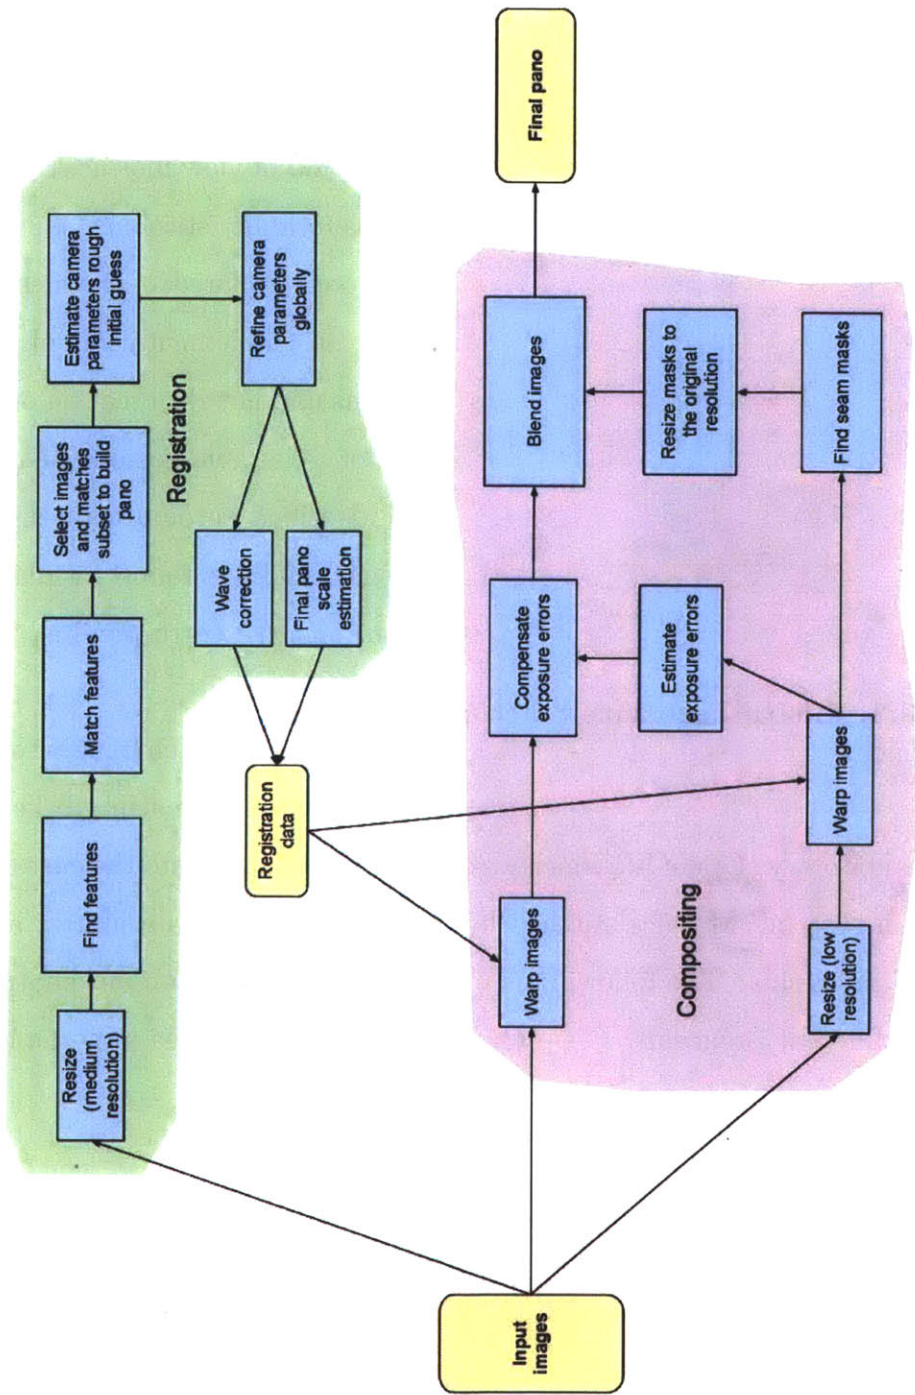 Input
images
Resize
(medium
resolution)
Find features
Match features
Select images
and matches
subset to build
pano
Estimate camera
parameters rough
initial guess
Registration
Refine camera
parameters
globally
Wave
correction
Final pano
scale
estimation
Registration
data
Warp images
Compensate
exposure errors
Blend images
Final pano
Estimate
exposure errors
Resize masks to
the original
resolution
Compositing
Resize (low
resolution)
Warp images
Find seam masks